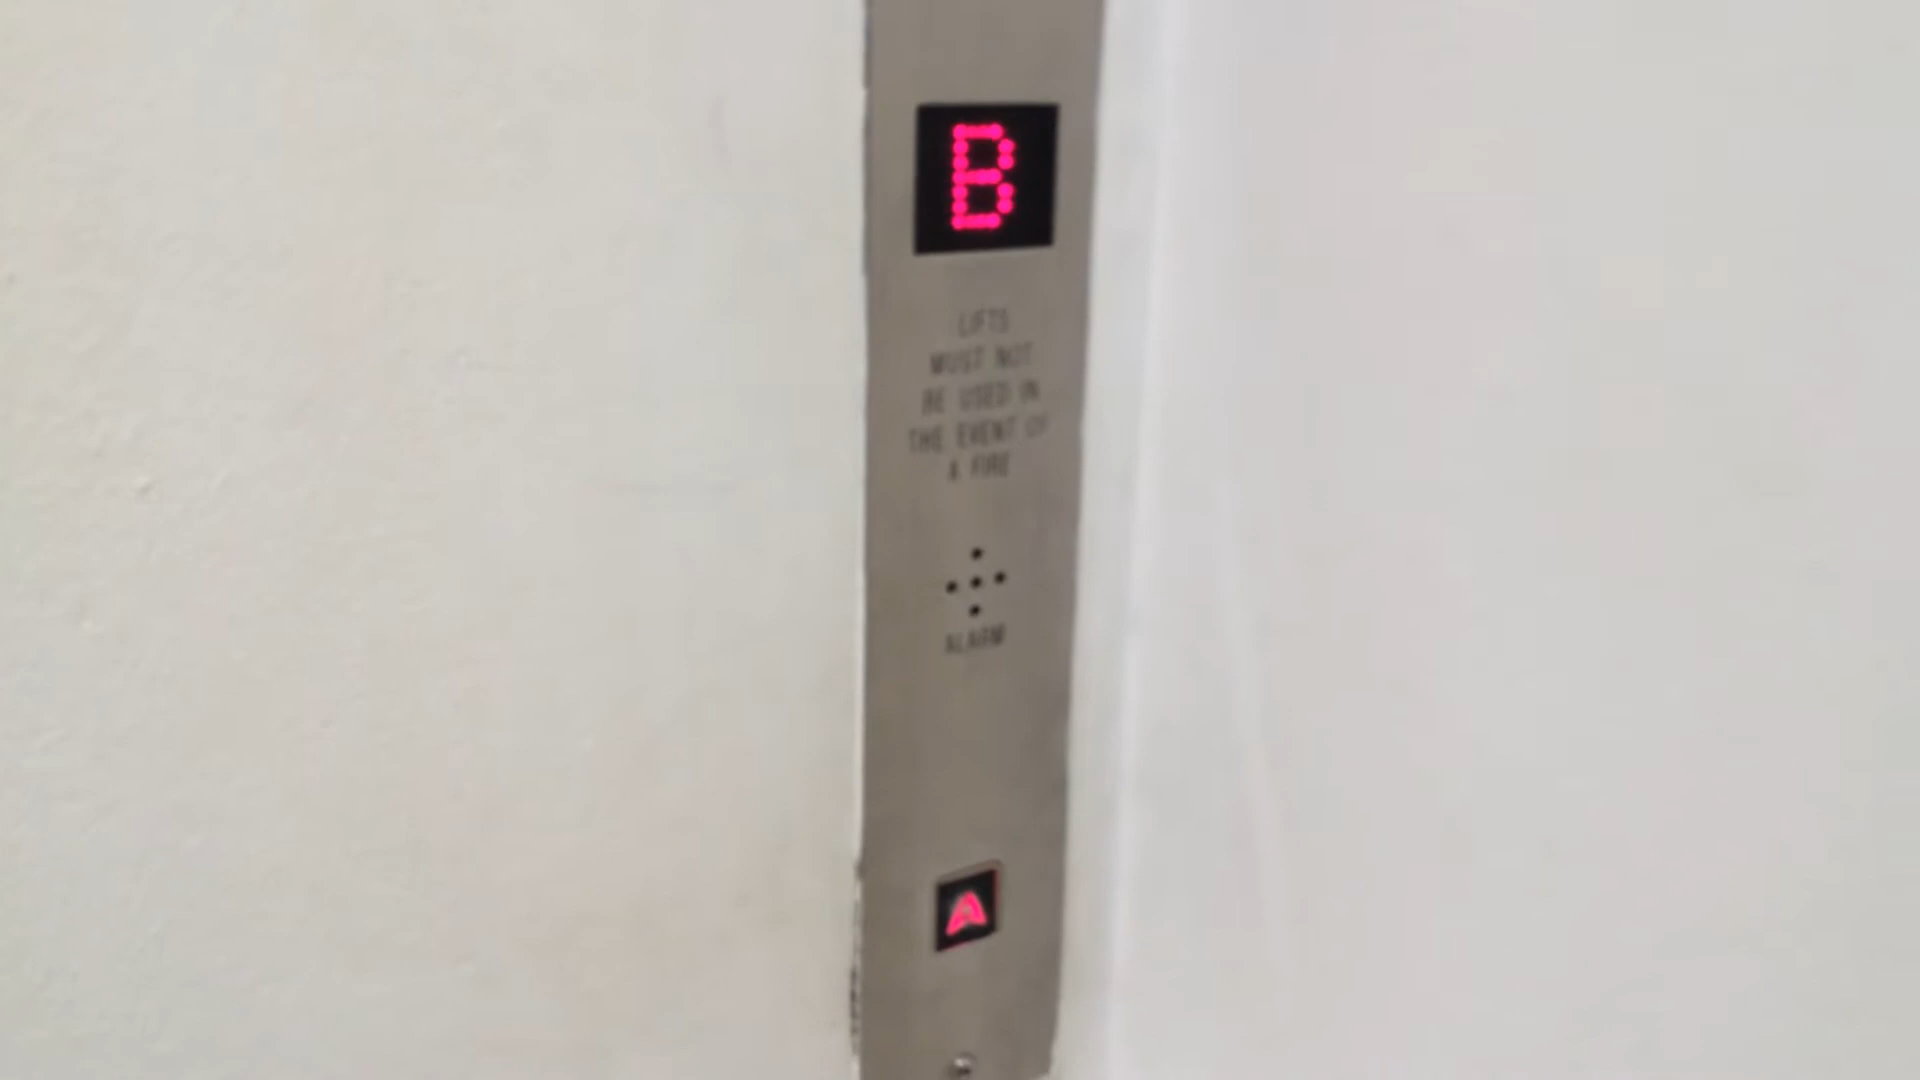 B
LIFTS
MUST NOT
BE USED IN
THE EVENT OF
A FIRE
ALARM